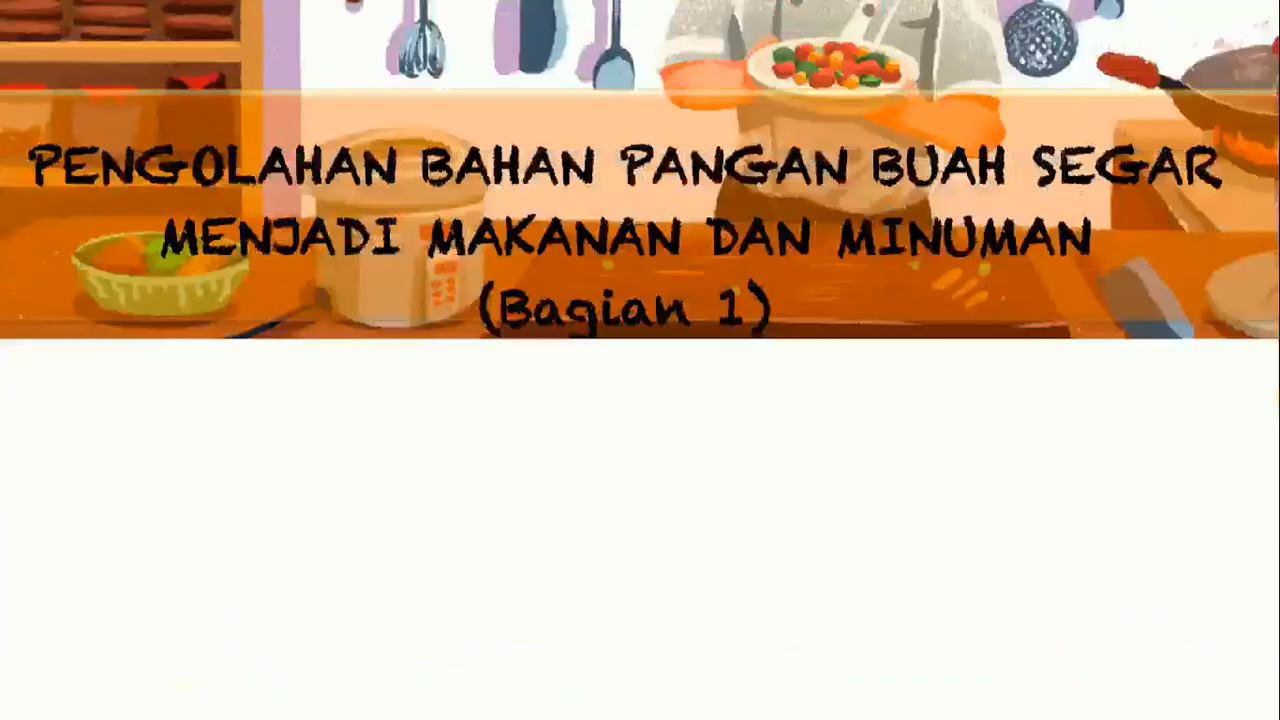 PENGOLAHAN BAHAN PANGAN BUAH SEGAR
MENJADI MAKANAN DAN MINUMAN
(Bagian 1)